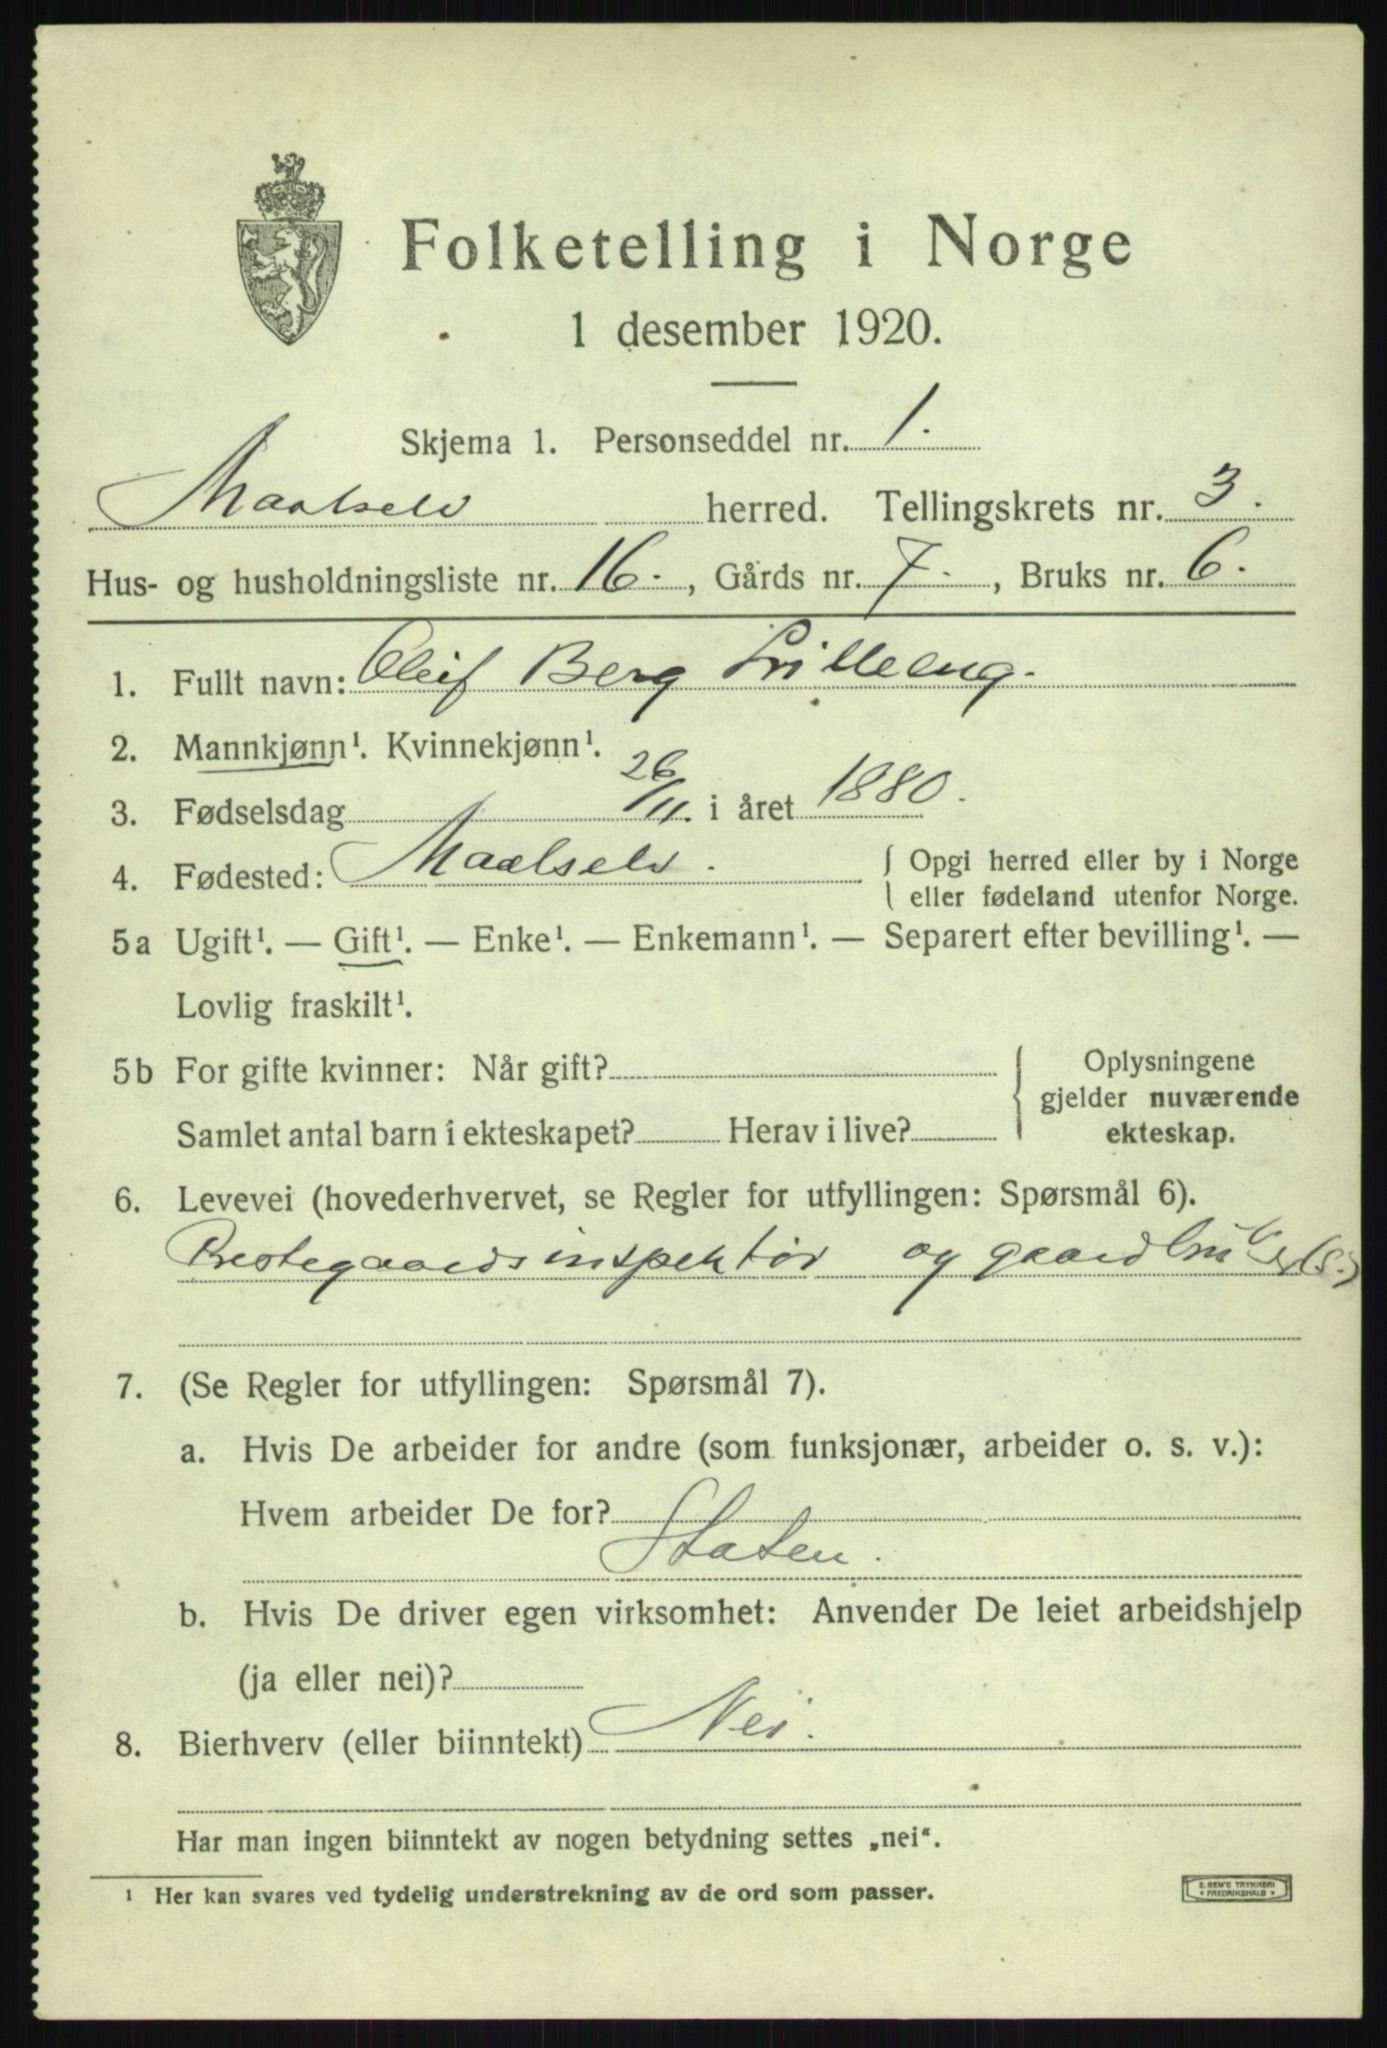 Folketelling i Norge
1 desember 1920.
Skjema 1. Personseddel nr. 1.
Maalselv herred. Tellingskrets nr. 3.
Hus- og husholdningsliste nr. 16., Gårds nr. 7., Bruks nr. 6.
1. Fullt navn: Oleif Berg Lilleeng.
2. Mannkjønn¹. Kvinnekjønn¹.
3. Fødselsdag 26/11. i året 1880.
4. Fødested: Maalselv. { Opgi herred eller by i Norge
eller fødeland utenfor Norge.
5a Ugift¹. — Gift¹. — Enke¹. — Enkemann¹. — Separert efter bevilling¹. —
Lovlig fraskilt¹.
5b For gifte kvinner: Når gift? { Oplysningene
gjelder nuværende
Samlet antal barn i ekteskapet? Herav i live? ekteskap.
6. Levevei (hovederhvervet, se Regler for utfyllingen: Spørsmål 6).
Prestegaardsinspektør og gaardbruker (S.)
7. (Se Regler for utfyllingen: Spørsmål 7).
a. Hvis De arbeider for andre (som funksjonær, arbeider o. s. v.):
Hvem arbeider De for?
Staten.
b. Hvis De driver egen virksomhet: Anvender De leiet arbeidshjelp
(ja eller nei)?
8. Bierhverv (eller biinntekt) Nei.
Har man ingen biinntekt av nogen betydning settes „nei“.
¹ Her kan svares ved tydelig understrekning av de ord som passer.
E. SEM'S TRYKKERI
* FREDRIKSHALD *